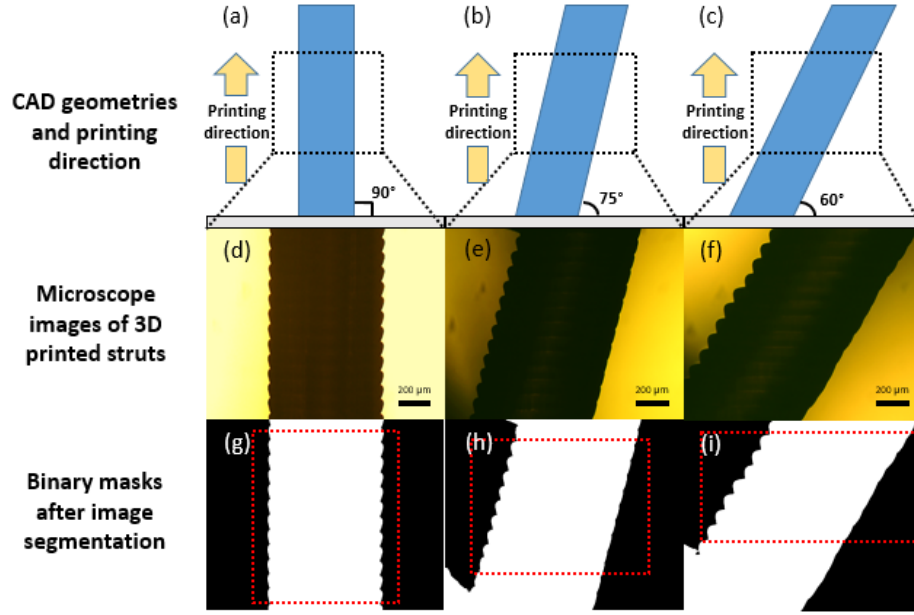 (a)
(b)
(c)
CAD geometries
and printing
direction
Printing
direction
Printing
direction
Printing
direction
90°
75°
60°
(d)
(e)
(f)
Microscope
images of 3D
printed struts
200 µm
200 µm
200 µm
(g)
(h)
(i)
Binary masks
after image
segmentation